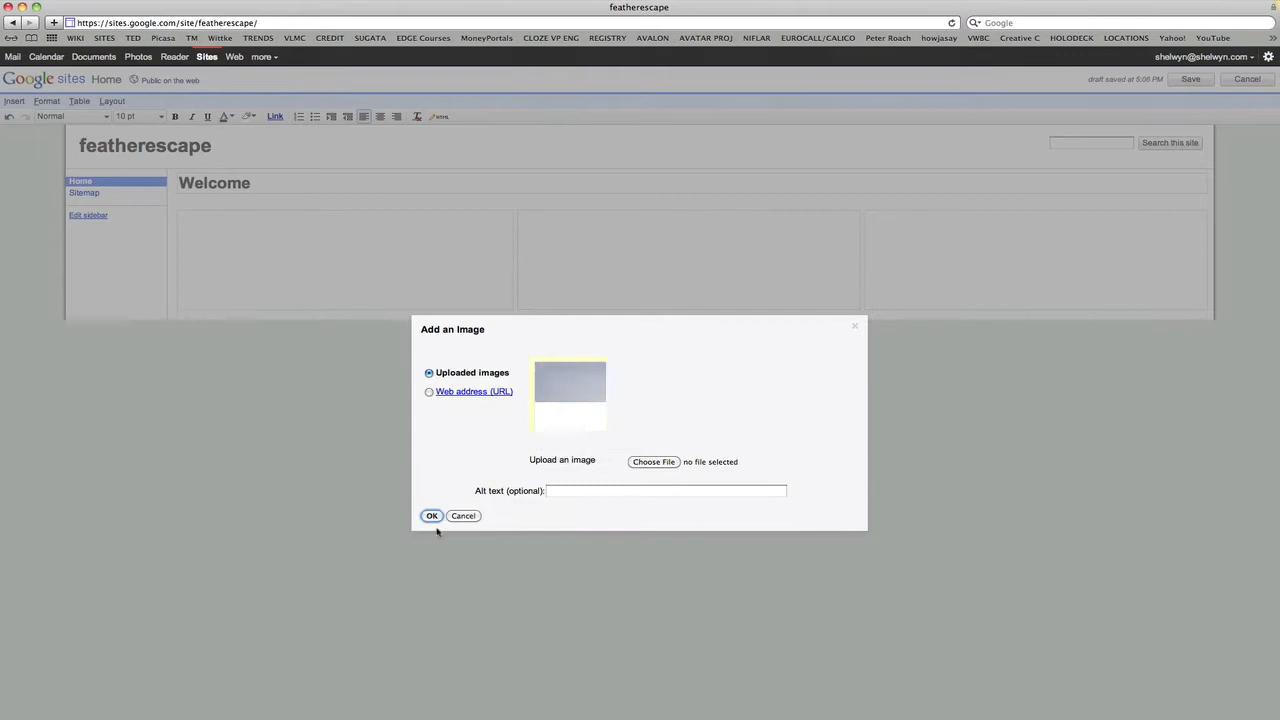 featherescape
https://sites.google.com/site/featherescape/
Google
WIKI SITES TED Picasa TM Wittke TRENDS VLMC CREDIT SUGATA EDGE Courses MoneyPortals CLOZE VP ENG REGISTRY AVALON AVATAR PROJ NIFLAR EUROCALL/CALICO Peter Roach howjasay VWBC Creative C HOLODECK LOCATIONS Yahoo! YouTube
Mail Calendar Documents Photos Reader Sites Web more shelwyn@shelwyn.com
Google sites Home Public on the web draft saved at 5:06 PM Save Cancel
Insert Format Table Layout
Normal 10 pt B I U A Link HTML
featherescape Search this site
Home Welcome
Sitemap
Edit sidebar
Add an Image
Uploaded images
Web address (URL)
Upload an image Choose File no file selected
Alt text (optional):
OK Cancel